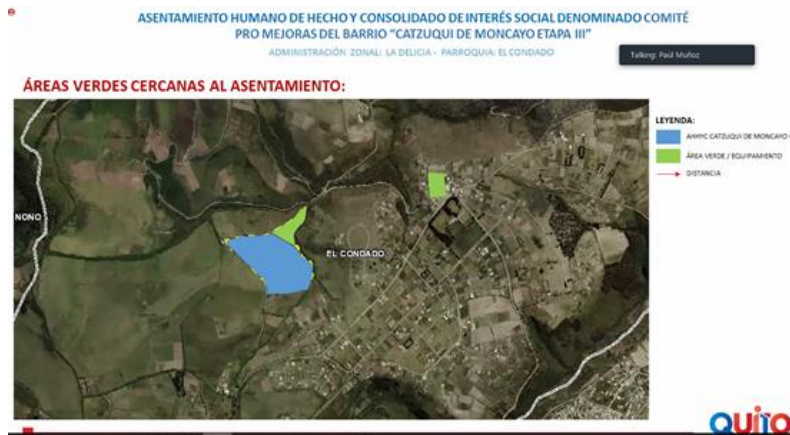 ASENTAMIENTO HUMANO DE HECHO Y CONSOLIDADO DE INTERÉS SOCIAL DENOMINADO COMITÉ
PRO MEJORAS DEL BARRIO “CATZUQUI DE MONCAYO ETAPA III”
ADMINISTRACIÓN ZONAL: LA DELICIA - PARROQUIA: EL CONDADO
Talking: Paúl Muñoz
ÁREAS VERDES CERCANAS AL ASENTAMIENTO:
LEYENDA:
AHHYC CATZUQUI DE MONCAYO
ÁREA VERDE / EQUIPAMIENTO
DISTANCIA
NONO
EL CONDADO
QUITO